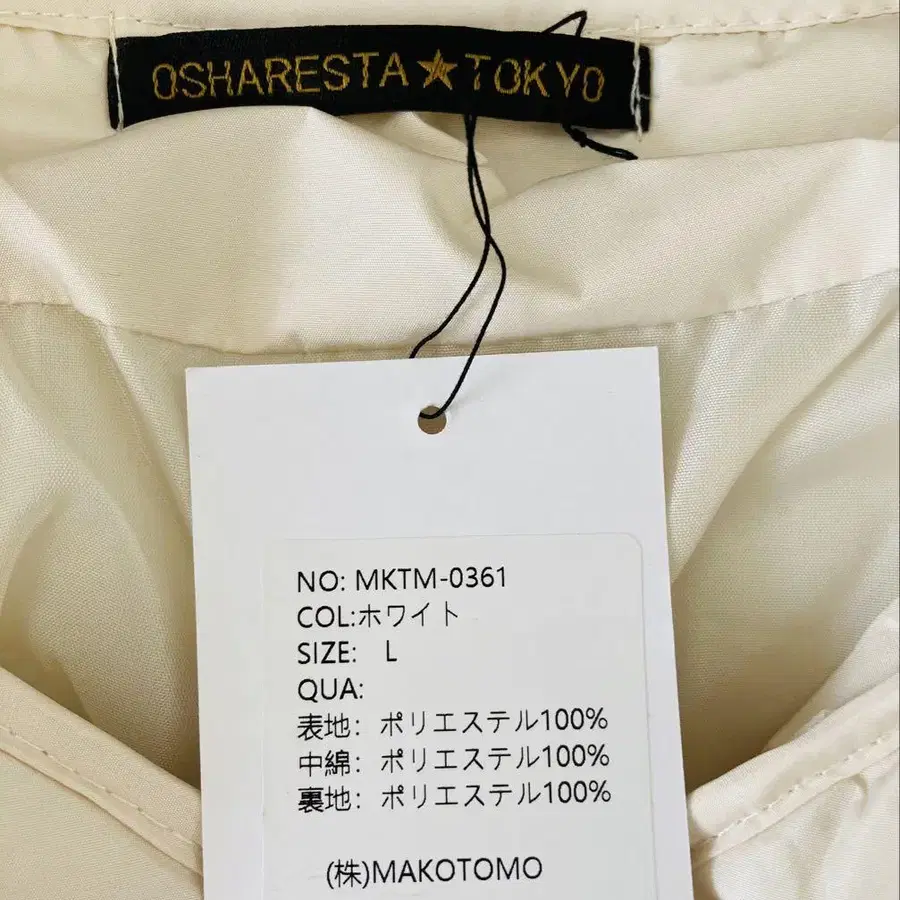 OSHARESTA★TOKYO
NO: MKTM-0361
COL:ホワイト
SIZE: L
QUA:
表地: ポリエステル100%
中綿: ポリエステル100%
裏地: ポリエステル100%
(株)MAKOTOMO